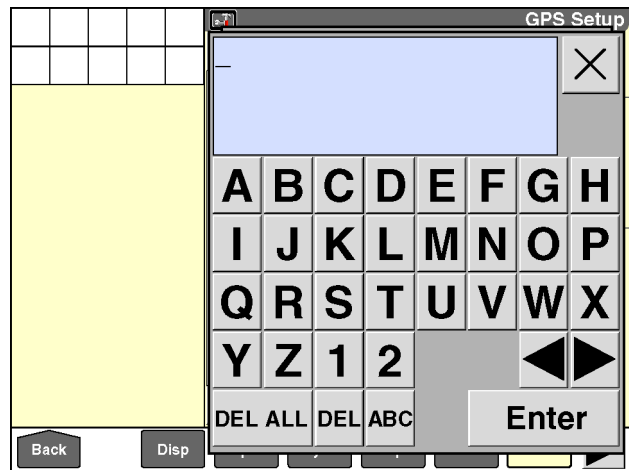 GPS Setup
A B C D E F G H
I J K L M N O P
Q R S T U V W X
Y Z 1 2
DEL ALL DEL ABC Enter
Back Disp